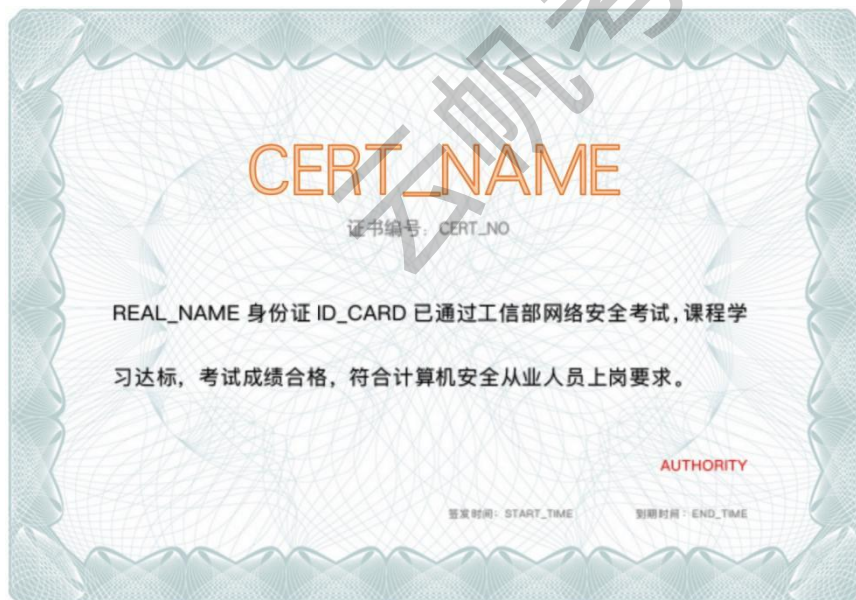 CERT_NAME
证书编号：CERT_NO
REAL_NAME 身份证 ID_CARD 已通过工信部网络安全考试，课程学
习达标，考试成绩合格，符合计算机安全从业人员上岗要求。
AUTHORITY
签发时间：START_TIME 到期时间：END_TIME
云帆考